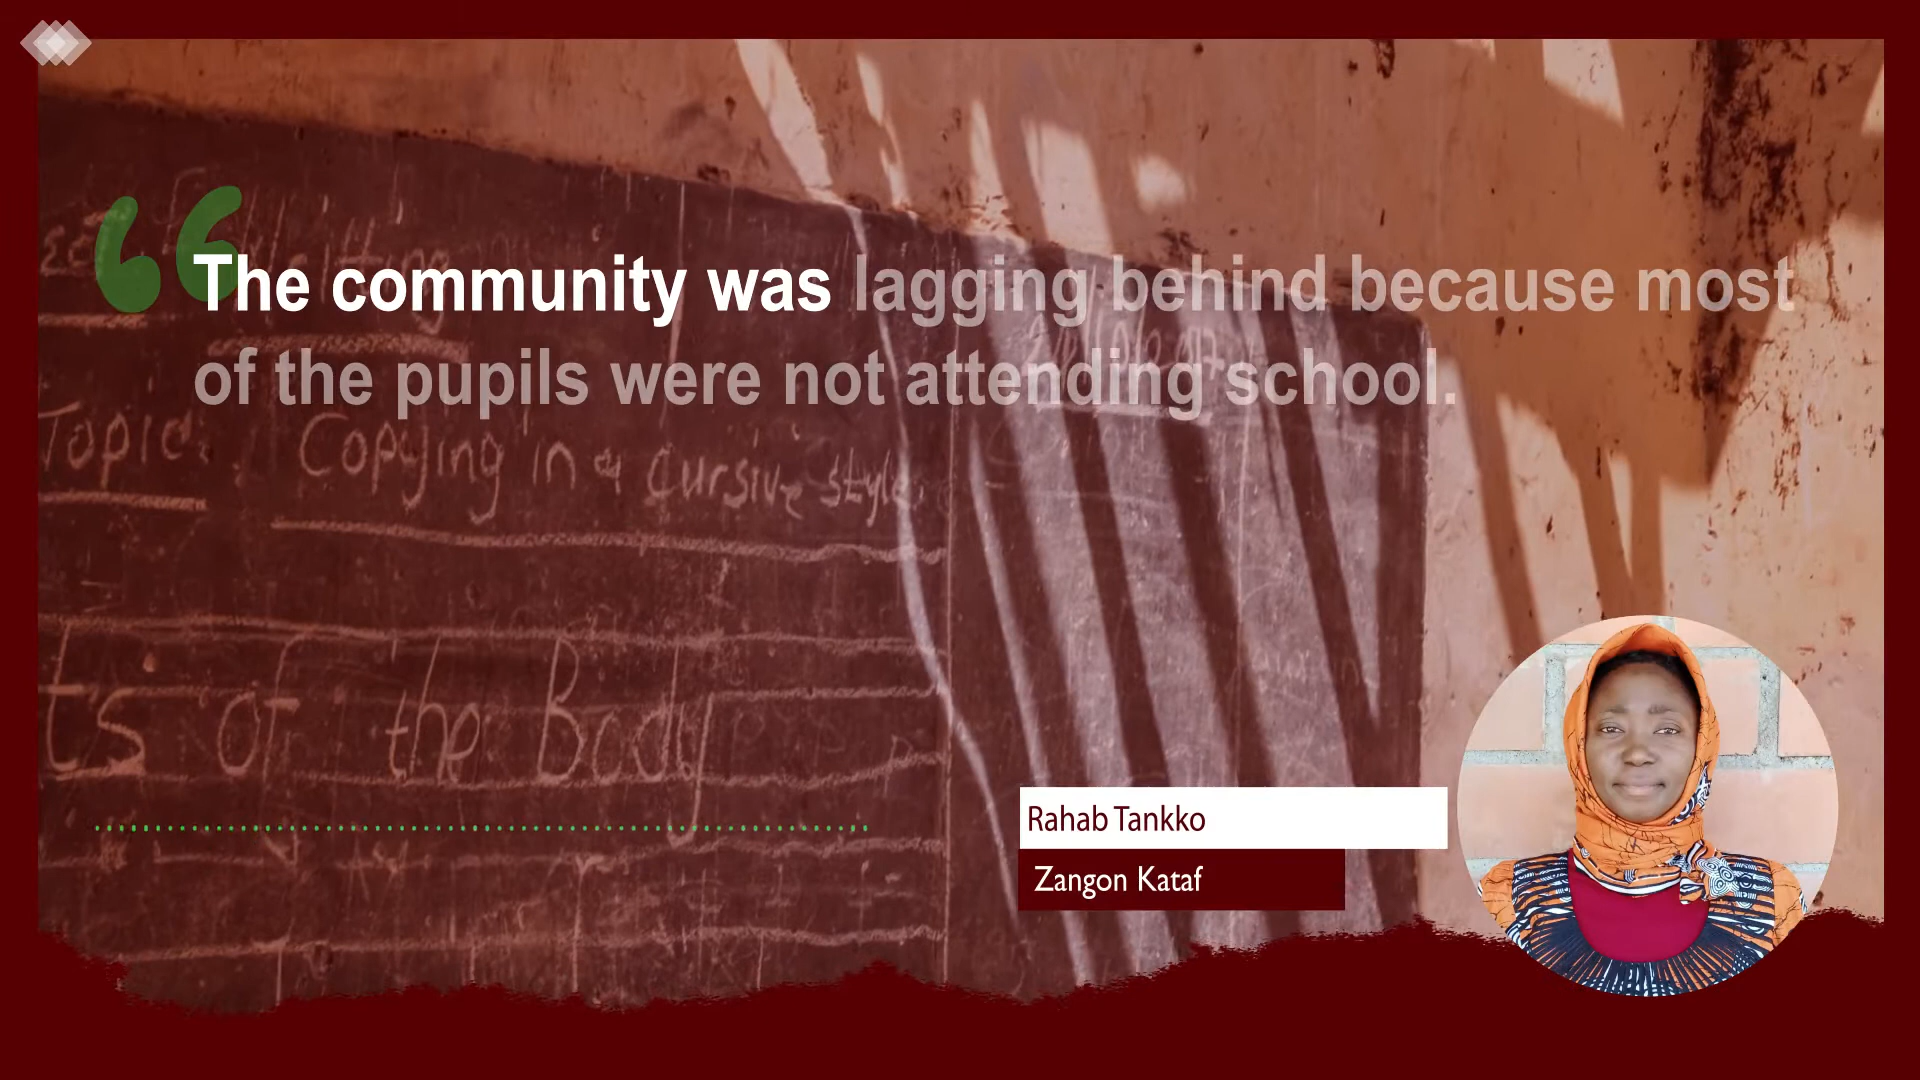 The community was lagging behind because most
of the pupils were not attending school.
Topic: Copying in a cursive style
ts of the Body
Rahab Tankko
Zangon Kataf